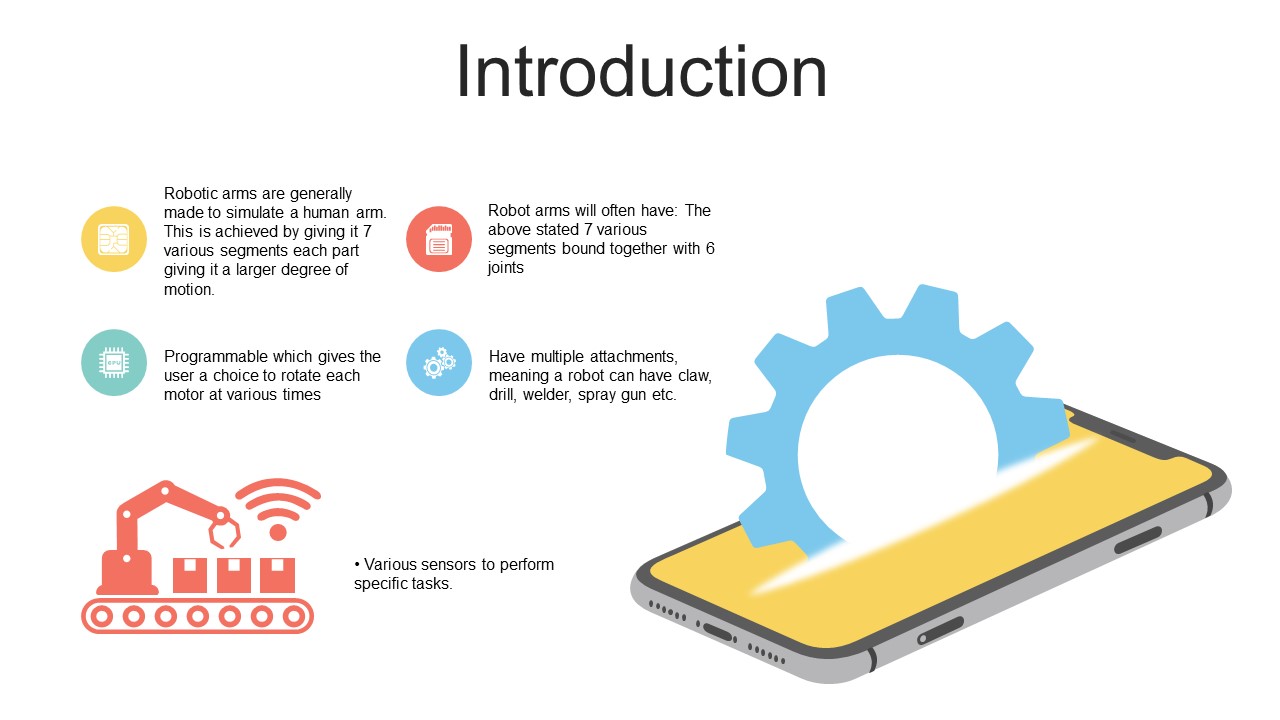 Introduction
Robotic arms are generally
made to simulate a human arm.
This is achieved by giving it 7
various segments each part
giving it a larger degree of
motion.
Robot arms will often have: The
above stated 7 various
segments bound together with 6
joints
Programmable which gives the
user a choice to rotate each
motor at various times
CPU
Have multiple attachments,
meaning a robot can have claw,
drill, welder, spray gun etc.
• Various sensors to perform
specific tasks.